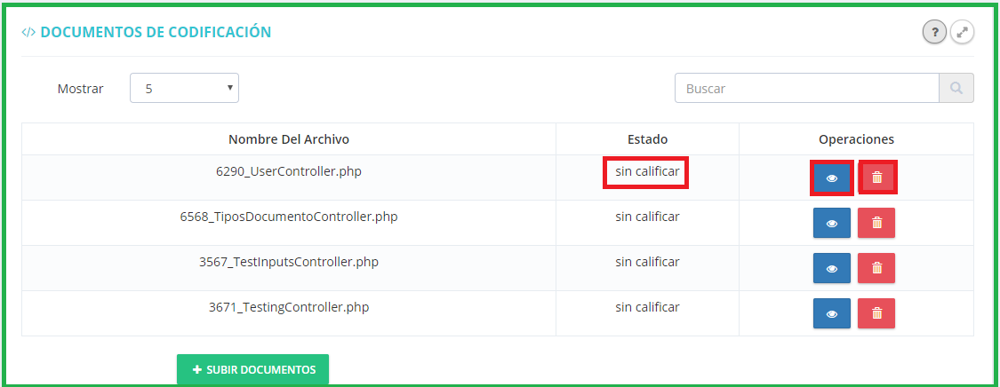 </> DOCUMENTOS DE CODIFICACIÓN ?
Mostrar 5 Buscar
Nombre Del Archivo Estado Operaciones
6290_UserController.php sin calificar
6568_TiposDocumentoController.php sin calificar
3567_TestInputsController.php sin calificar
3671_TestingController.php sin calificar
+ SUBIR DOCUMENTOS